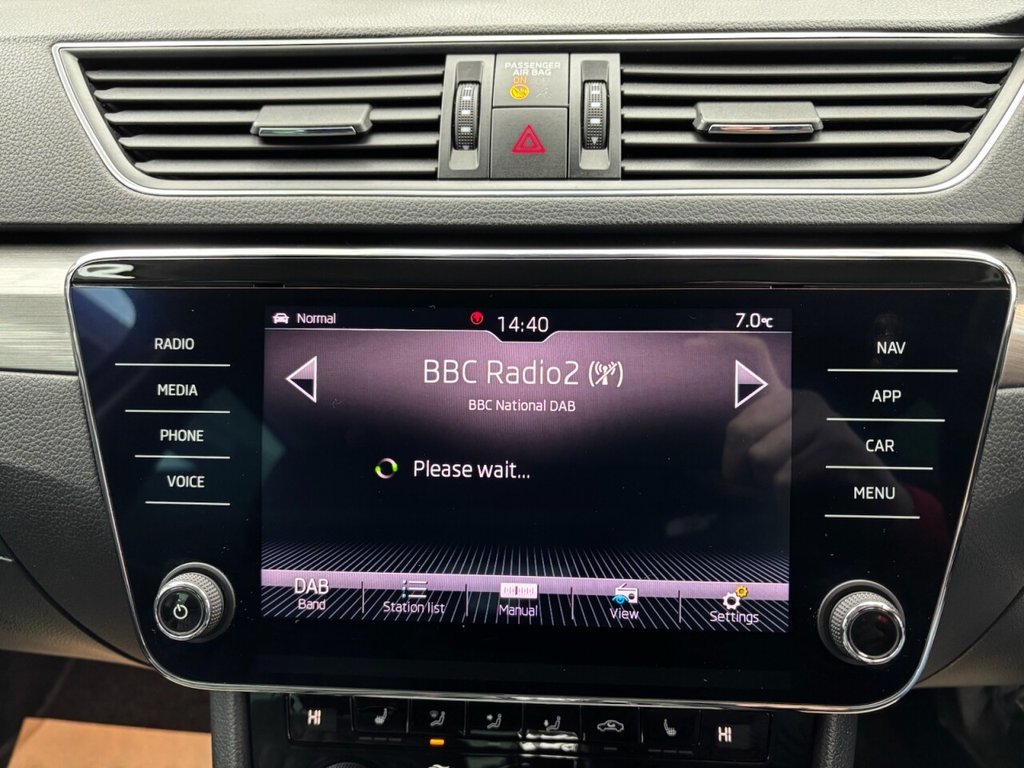 PASSENGER
AIR BAG
ON
Normal
14:40
7.0°C
RADIO
MEDIA
PHONE
VOICE
BBC Radio2
BBC National DAB
Please wait...
NAV
APP
CAR
MENU
DAB
Band
Station list
Manual
View
Settings
HI
HI